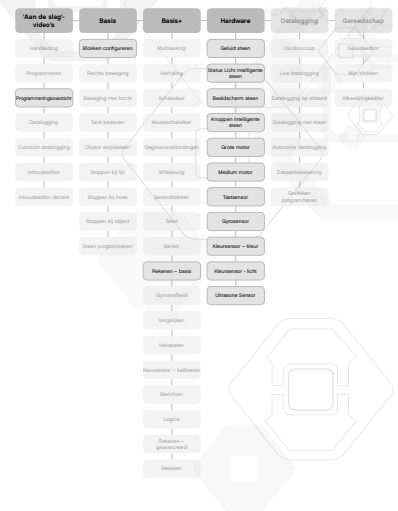 'Aan de slag'-
video's
Handleiding
Programmeren
Programmeringsoverzicht
Datalogging
Overzicht datalogging
Inhoudseditor
Inhoudseditor docent
Basis
Blokken configureren
Rechte beweging
Beweging met bocht
Tank besturen
Object verplaatsen
Stoppen bij lijn
Stoppen bij hoek
Stoppen bij object
Steen programmeren
Basis+
Multitasking
Herhaling
Schakelaar
Keuzeschakelaar
Gegevensverbindingen
Willekeurig
Sensorblokken
Tekst
Bereik
Rekenen – basis
Gyrosnelheid
Vergelijken
Variabelen
Kleursensor – kalibreren
Berichten
Logica
Rekenen –
geavanceerd
Reeksen
Hardware
Geluid steen
Status Licht intelligente
steen
Beeldscherm steen
Knoppen intelligente
steen
Grote motor
Medium motor
Tastsensor
Gyrosensor
Kleursensor – kleur
Kleursensor - licht
Ultrasone Sensor
Datalogging
Oscilloscoop
Live datalogging
Datalogging op afstand
Datalogging met steen
Autonome datalogging
Datasetberekening
Grafieken
programmeren
Gereedschap
Geluidseditor
Mijn blokken
Afbeeldingseditor